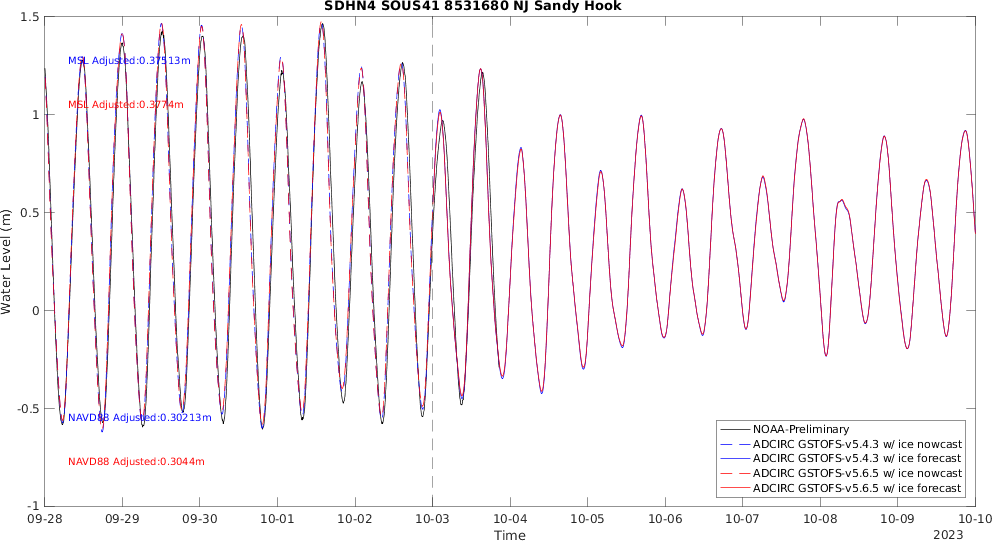 SDHN4 SOUS41 8531680 NJ Sandy Hook
1.5
1
0.5
0
-0.5
-1
Water Level (m)
MSL Adjusted:0.37513m
MSL Adjusted:0.3774m
NAVD88 Adjusted:0.30213m
NAVD88 Adjusted:0.3044m
NOAA-Preliminary
ADCIRC GSTOFS-v5.4.3 w/ ice nowcast
ADCIRC GSTOFS-v5.4.3 w/ ice forecast
ADCIRC GSTOFS-v5.6.5 w/ ice nowcast
ADCIRC GSTOFS-v5.6.5 w/ ice forecast
09-28 09-29 09-30 10-01 10-02 10-03 10-04 10-05 10-06 10-07 10-08 10-09 10-10
Time
2023